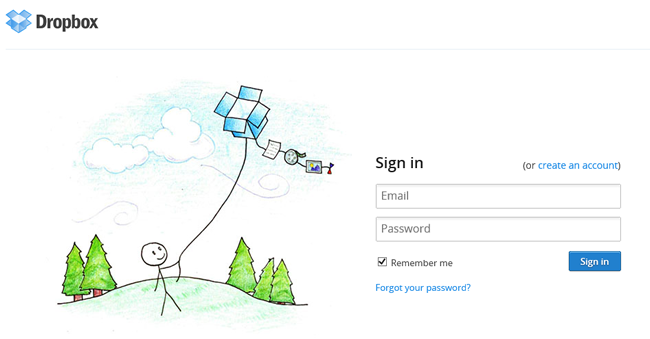 Dropbox
Sign in (or create an account)
Email
Password
Remember me Sign in
Forgot your password?